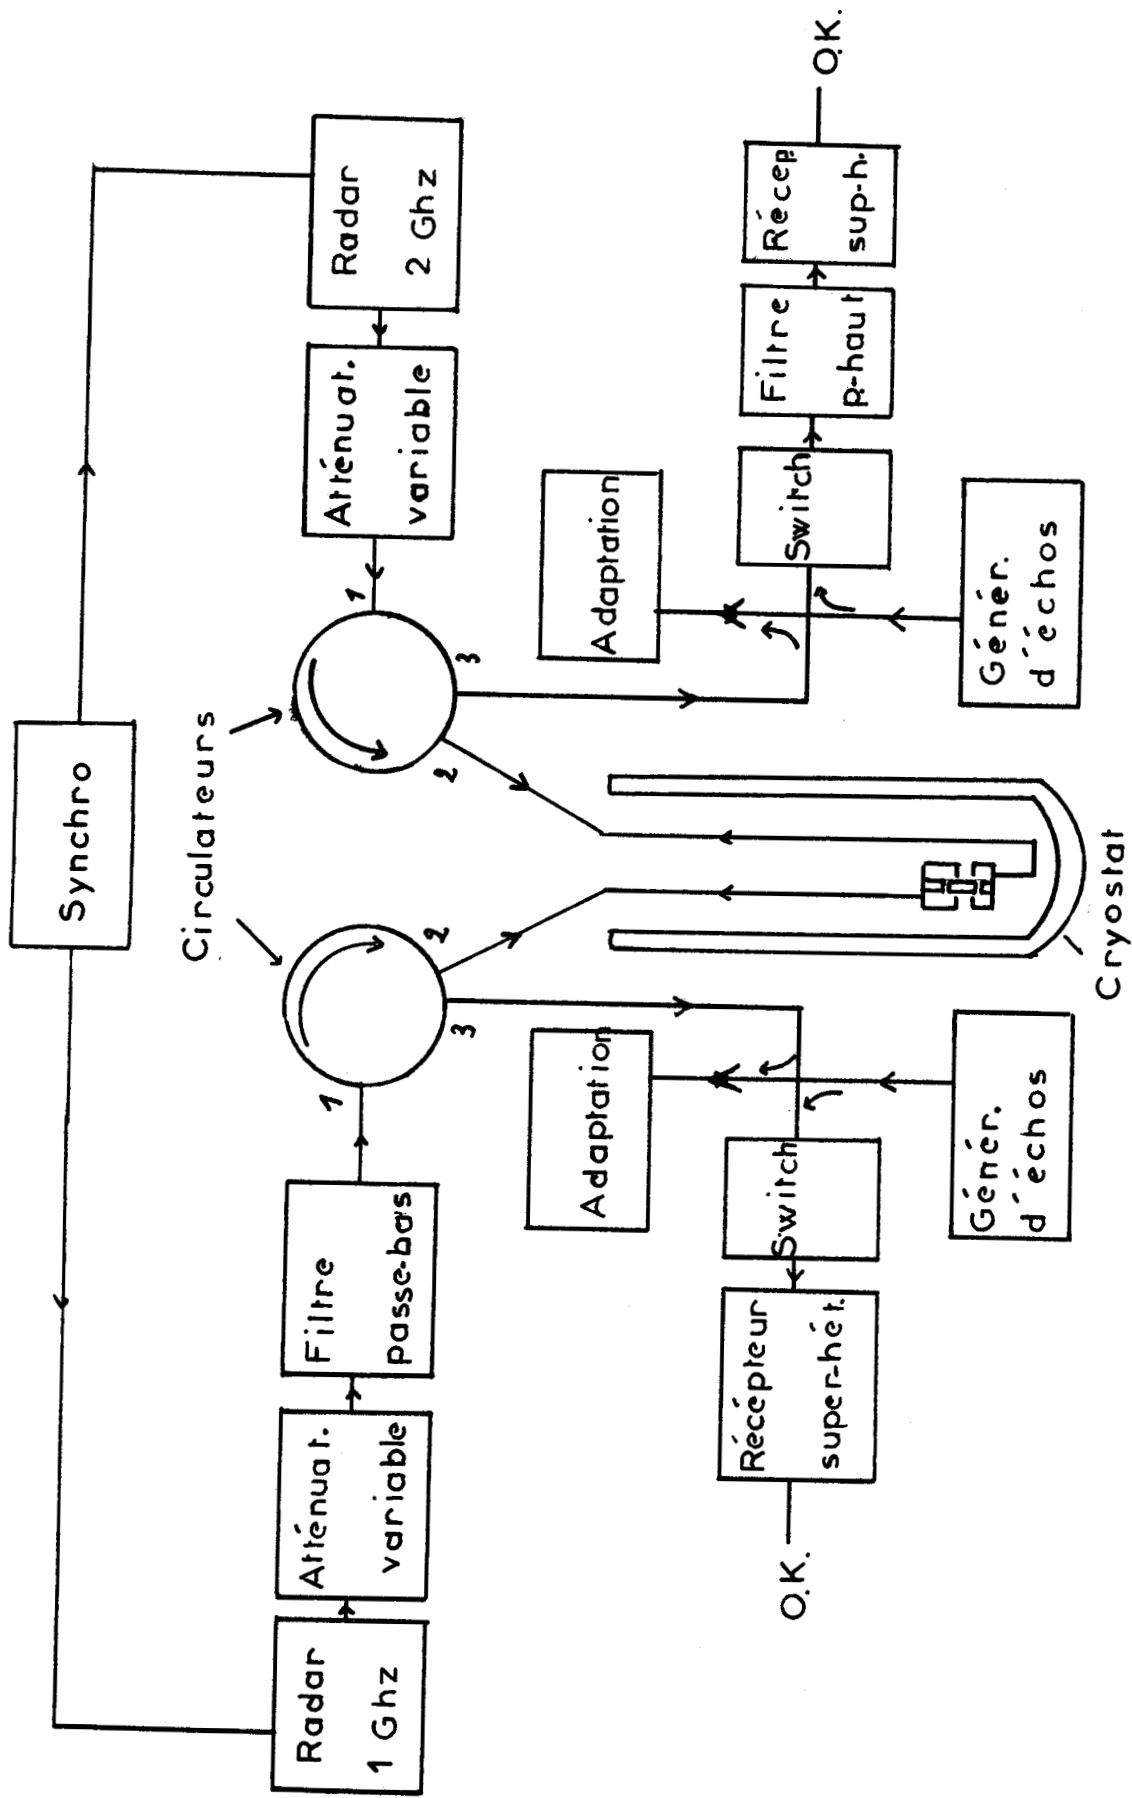 Synchro
Circulateurs
Radar
1 Ghz
Atténuat.
variable
Filtre
passe-bas
1
2
3
1
2
3
Atténuat.
variable
Radar
2 Ghz
Adaptation
Adaptation
O.K.
Récépteur
super-hét.
Switch
Switch
Filtre
p-haut
Récep.
sup-h.
O.K.
Génér.
d'échos
Génér.
d'échos
Cryostat